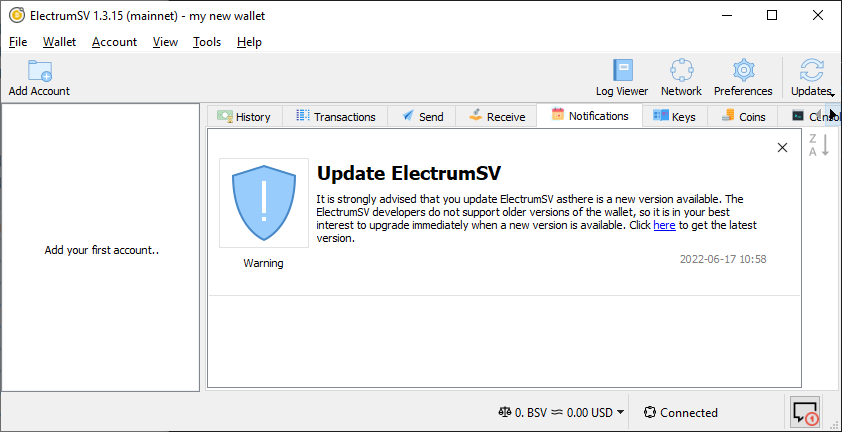 ElectrumSV 1.3.15 (mainnet) - my new wallet
File Wallet Account View Tools Help
Add Account Log Viewer Network Preferences Updates
History Transactions Send Receive Notifications Keys Coins Consol
Z
A
Update ElectrumSV
It is strongly advised that you update ElectrumSV asthere is a new version available. The
ElectrumSV developers do not support older versions of the wallet, so it is in your best
interest to upgrade immediately when a new version is available. Click here to get the latest
version.
Warning
2022-06-17 10:58
Add your first account..
0. BSV ≈ 0.00 USD Connected 1